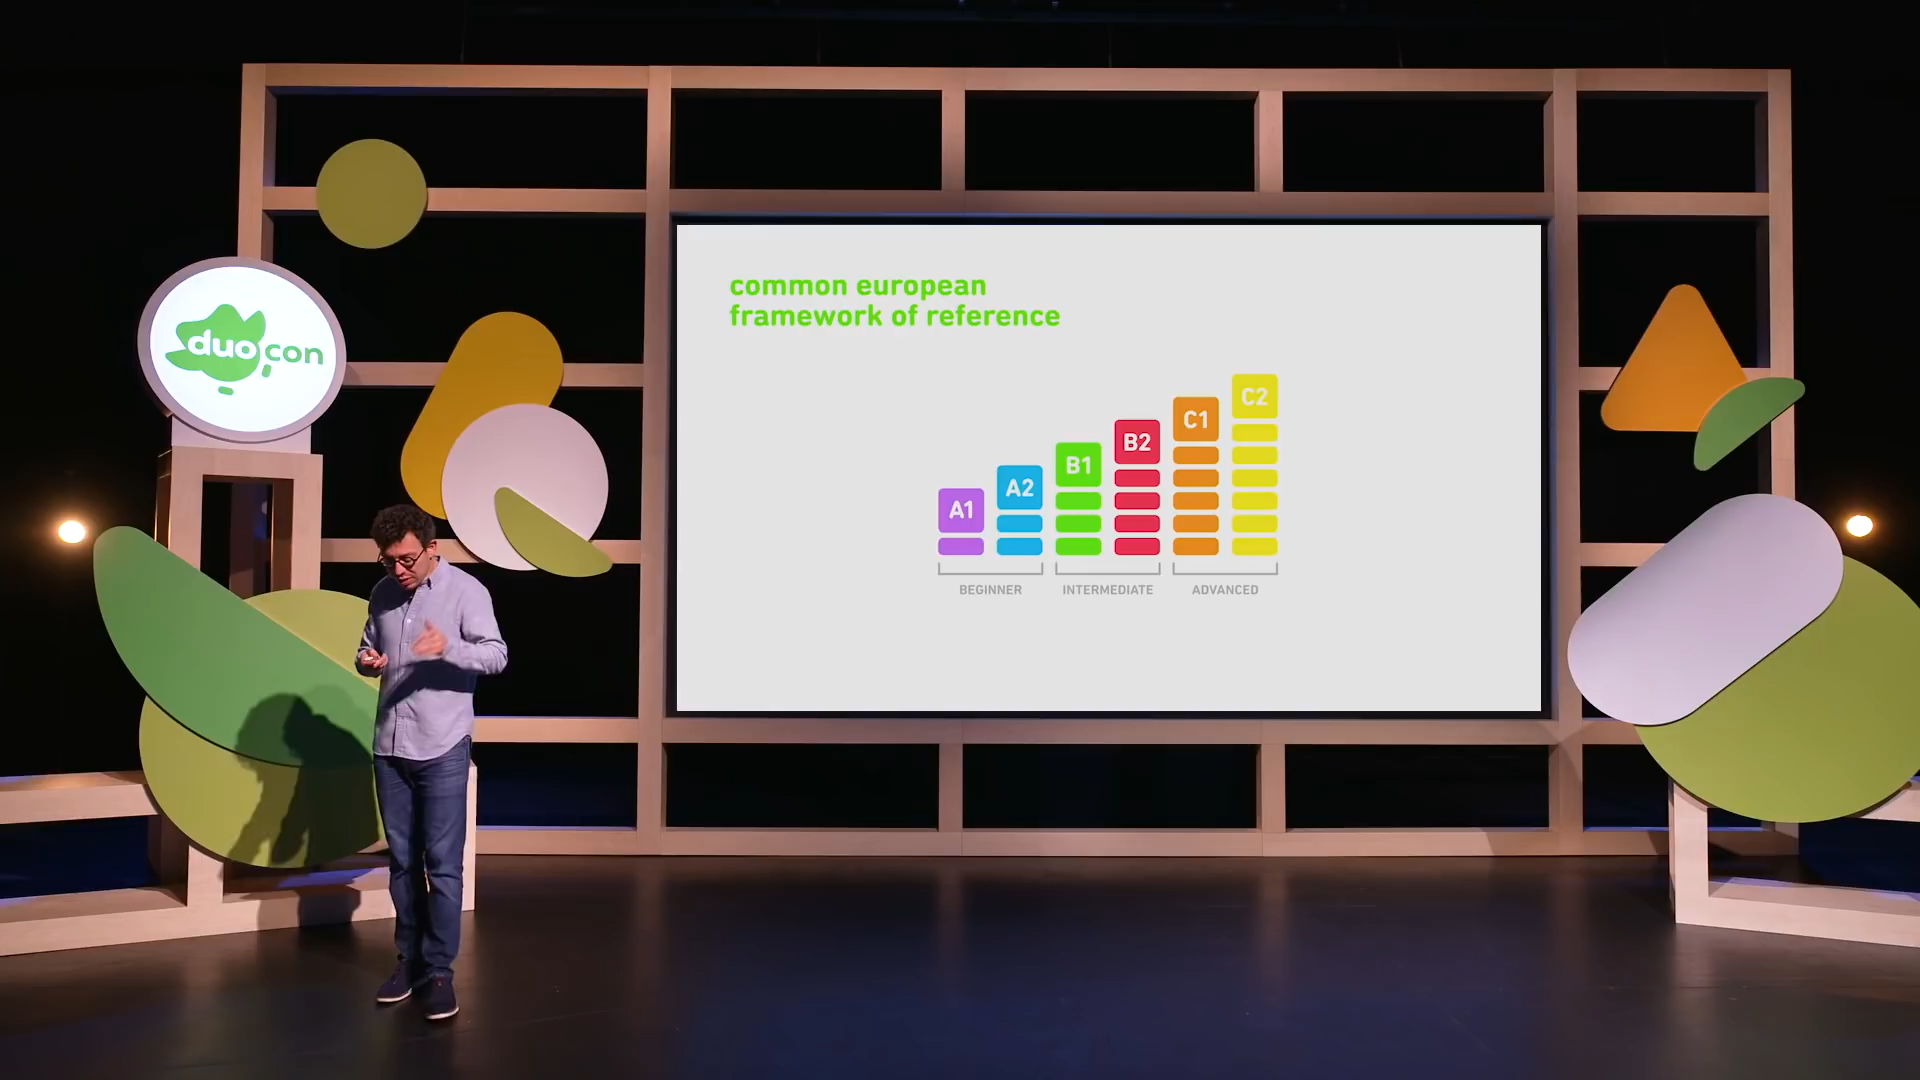 common european
framework of reference
A1
A2
B1
B2
C1
C2
BEGINNER
INTERMEDIATE
ADVANCED
duocon